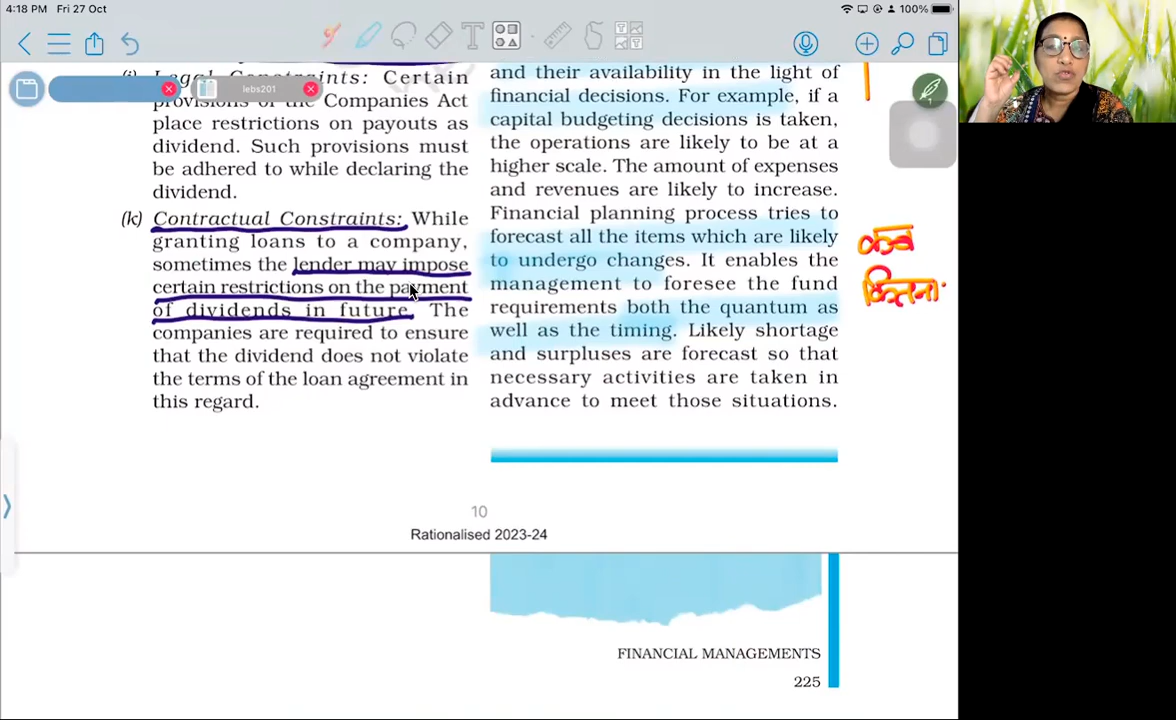 4:18 PM Fri 27 Oct
100%
lebs201
(j) Legal Constraints: Certain
provisions of the Companies Act
place restrictions on payouts as
dividend. Such provisions must
be adhered to while declaring the
dividend.
(k) Contractual Constraints: While
granting loans to a company,
sometimes the lender may impose
certain restrictions on the payment
of dividends in future. The
companies are required to ensure
that the dividend does not violate
the terms of the loan agreement in
this regard.
and their availability in the light of
financial decisions. For example, if a
capital budgeting decisions is taken,
the operations are likely to be at a
higher scale. The amount of expenses
and revenues are likely to increase.
Financial planning process tries to
forecast all the items which are likely
to undergo changes. It enables the
management to foresee the fund
requirements both the quantum as
well as the timing. Likely shortage
and surpluses are forecast so that
necessary activities are taken in
advance to meet those situations.
कब
कितना
10
Rationalised 2023-24
FINANCIAL MANAGEMENTS
225